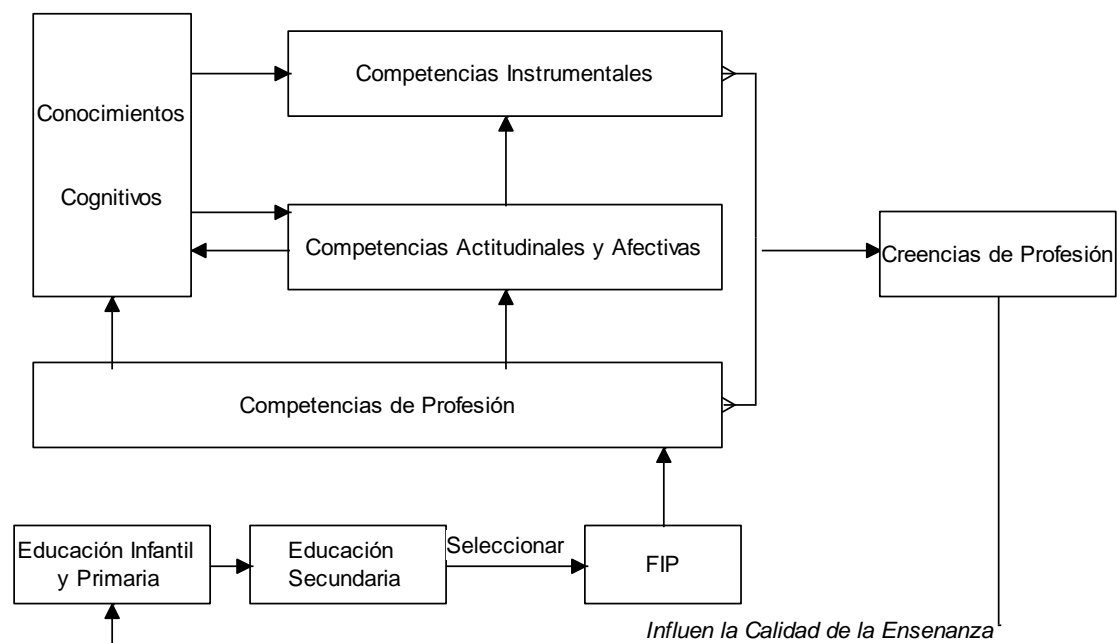 Competencias Instrumentales
Conocimientos
Cognitivos
Competencias Actitudinales y Afectivas
Creencias de Profesión
Competencias de Profesión
Educación Infantil
y Primaria
Educación
Secundaria
Seleccionar
FIP
Influen la Calidad de la Ensenanza